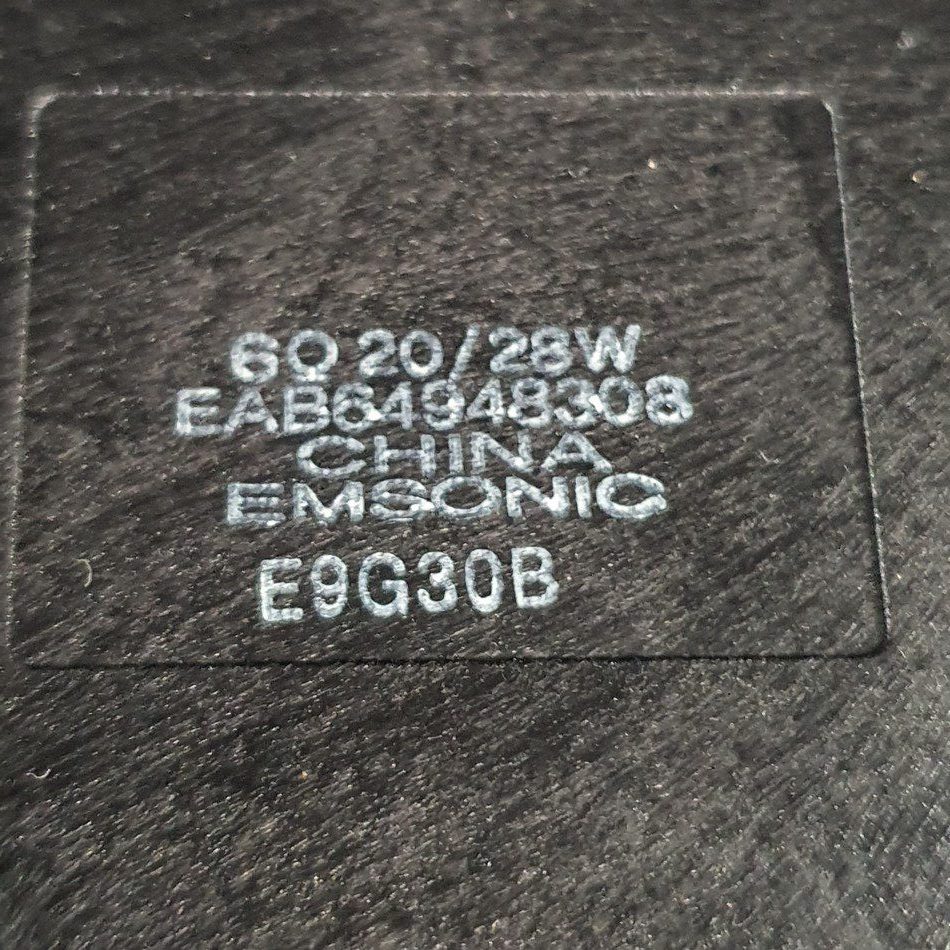 6Ω 20/28W
EAB64948308
CHINA
EMSONIC
E9G30B